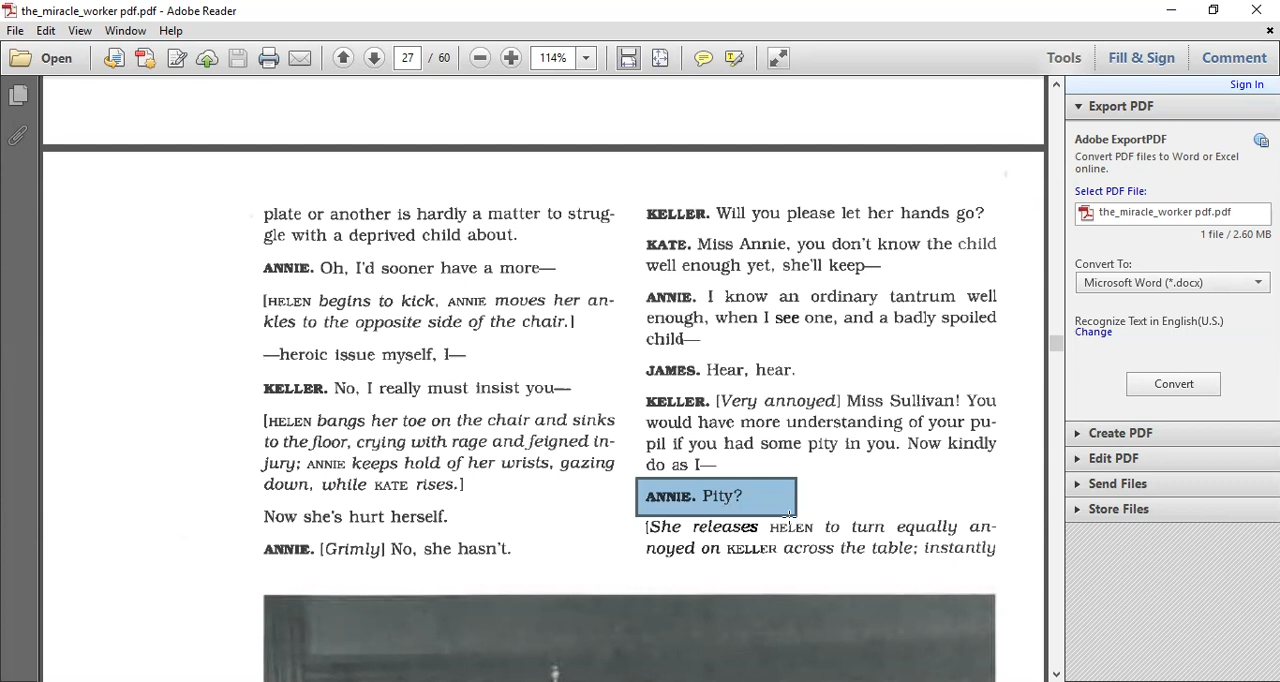 the_miracle_worker pdf.pdf - Adobe Reader
File Edit View Window Help
Open 27 / 60 114% Tools Fill & Sign Comment
plate or another is hardly a matter to strug-
gle with a deprived child about.
ANNIE. Oh, I'd sooner have a more—
[HELEN begins to kick, ANNIE moves her an-
kles to the opposite side of the chair.]
—heroic issue myself, I—
KELLER. No, I really must insist you—
[HELEN bangs her toe on the chair and sinks
to the floor, crying with rage and feigned in-
jury; ANNIE keeps hold of her wrists, gazing
down, while KATE rises.]
Now she's hurt herself.
ANNIE. [Grimly] No, she hasn't.
KELLER. Will you please let her hands go?
KATE. Miss Annie, you don't know the child
well enough yet, she'll keep—
ANNIE. I know an ordinary tantrum well
enough, when I see one, and a badly spoiled
child—
JAMES. Hear, hear.
KELLER. [Very annoyed] Miss Sullivan! You
would have more understanding of your pu-
pil if you had some pity in you. Now kindly
do as I—
ANNIE. Pity?
[She releases HELEN to turn equally an-
noyed on KELLER across the table; instantly
Sign In
Export PDF
Adobe ExportPDF
Convert PDF files to Word or Excel
online.
Select PDF File:
the_miracle_worker pdf.pdf
1 file / 2.60 MB
Convert To:
Microsoft Word (*.docx)
Recognize Text in English(U.S.)
Change
Convert
Create PDF
Edit PDF
Send Files
Store Files